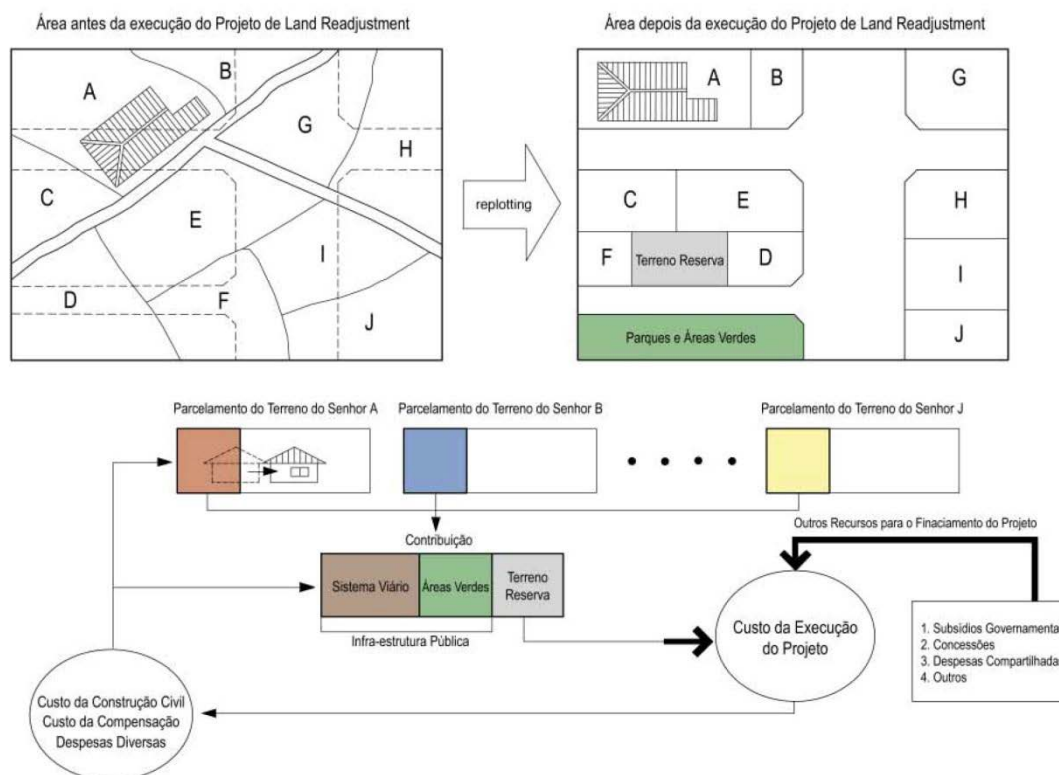 Área antes da execução do Projeto de Land Readjustment
Área depois da execução do Projeto de Land Readjustment
A
B
G
H
C
E
I
D
F
J
replotting
A
B
G
C
E
H
F
Terreno Reserva
D
I
Parques e Áreas Verdes
J
Parcelamento do Terreno do Senhor A
Parcelamento do Terreno do Senhor B
Parcelamento do Terreno do Senhor J
Outros Recursos para o Finaciamento do Projeto
Contribuição
Sistema Viário
Áreas Verdes
Terreno
Reserva
Infra-estrutura Pública
Custo da Execução
do Projeto
1. Subsidios Governamenta
2. Concessões
3. Despesas Compartilhada
4. Outros
Custo da Construção Civil
Custo da Compensação
Despesas Diversas